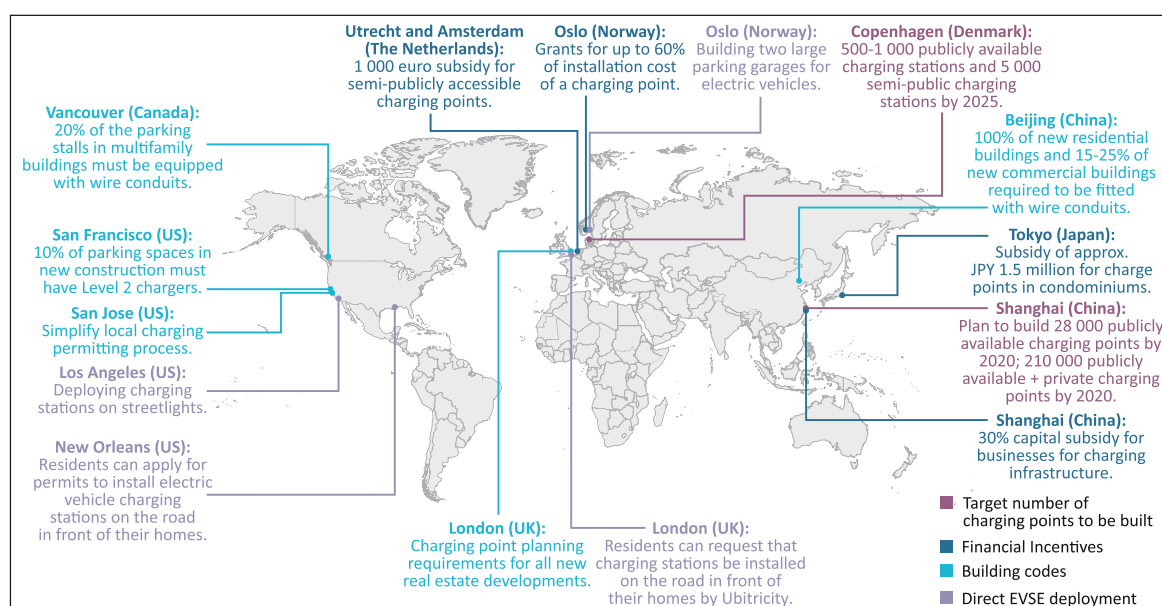 Utrecht and Amsterdam
(The Netherlands):
1 000 euro subsidy for
semi-publicly accessible
charging points.
Oslo (Norway):
Grants for up to 60%
of installation cost
of a charging point.
Oslo (Norway):
Building two large
parking garages for
electric vehicles.
Copenhagen (Denmark):
500-1 000 publicly available
charging stations and 5 000
semi-public charging
stations by 2025.
Vancouver (Canada):
20% of the parking
stalls in multifamily
buildings must be equipped
with wire conduits.
Beijing (China):
100% of new residential
buildings and 15-25% of
new commercial buildings
required to be fitted
with wire conduits.
San Francisco (US):
10% of parking spaces in
new construction must
have Level 2 chargers.
Tokyo (Japan):
Subsidy of approx.
JPY 1.5 million for charge
points in condominiums.
San Jose (US):
Simplify local charging
permitting process.
Shanghai (China):
Plan to build 28 000 publicly
available charging points by
2020; 210 000 publicly
available + private charging
points by 2020.
Los Angeles (US):
Deploying charging
stations on streetlights.
Shanghai (China):
30% capital subsidy for
businesses for charging
infrastructure.
New Orleans (US):
Residents can apply for
permits to install electric
vehicle charging
stations on the road
in front of their homes.
London (UK):
Charging point planning
requirements for all new
real estate developments.
London (UK):
Residents can request that
charging stations be installed
on the road in front of
their homes by Ubitricity.
Target number of
charging points to be built
Financial Incentives
Building codes
Direct EVSE deployment